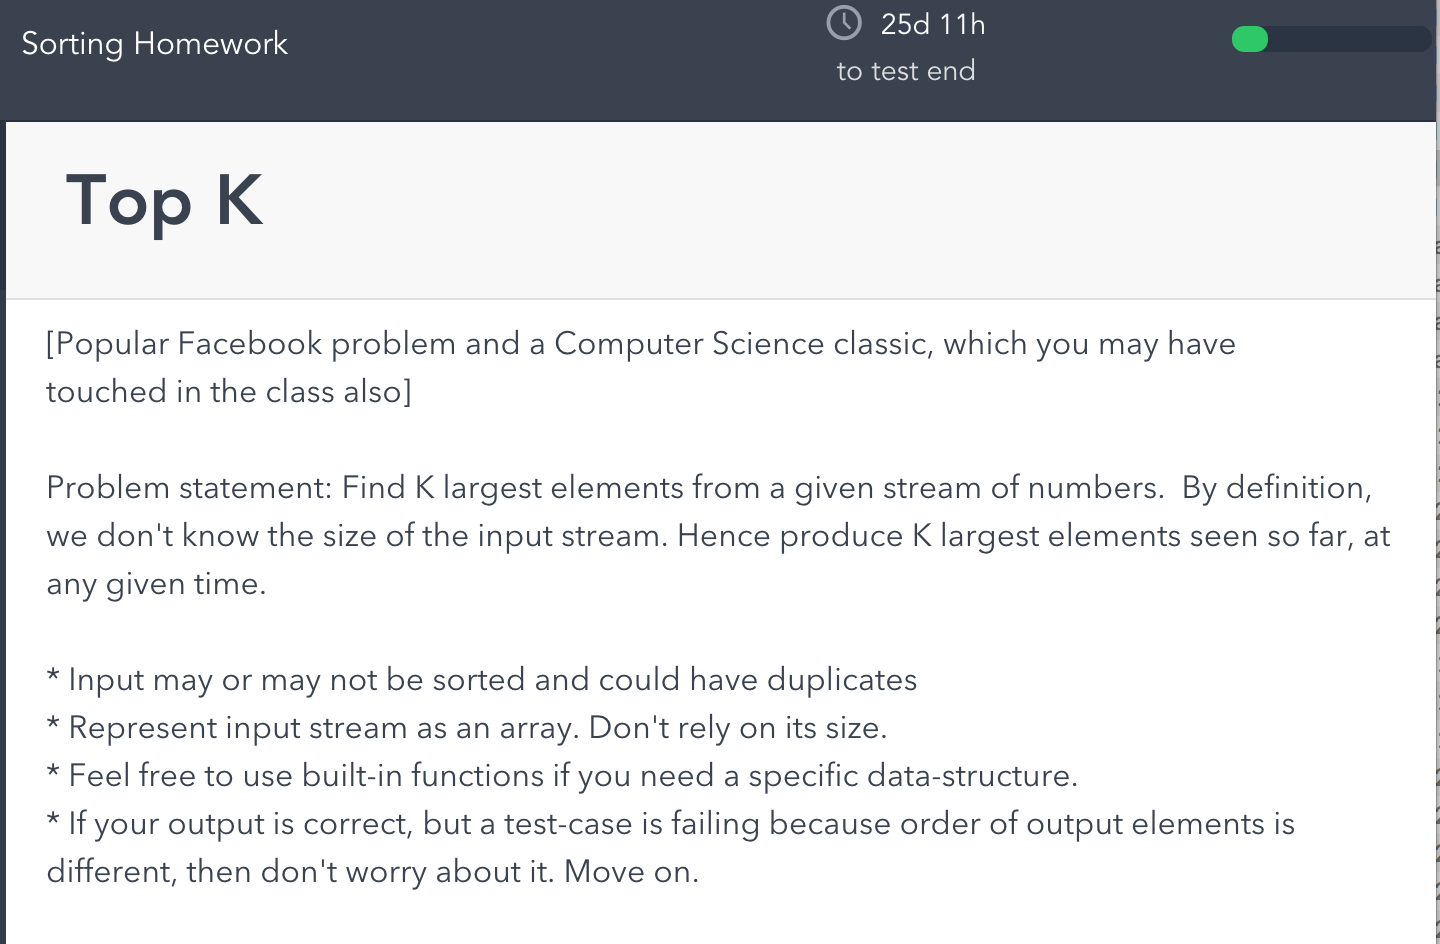 Sorting Homework
25d 11h
to test end
Top K
[Popular Facebook problem and a Computer Science classic, which you may have
touched in the class also]
Problem statement: Find K largest elements from a given stream of numbers.  By definition,
we don't know the size of the input stream. Hence produce K largest elements seen so far, at
any given time.
* Input may or may not be sorted and could have duplicates
* Represent input stream as an array. Don't rely on its size.
* Feel free to use built-in functions if you need a specific data-structure.
* If your output is correct, but a test-case is failing because order of output elements is
different, then don't worry about it. Move on.